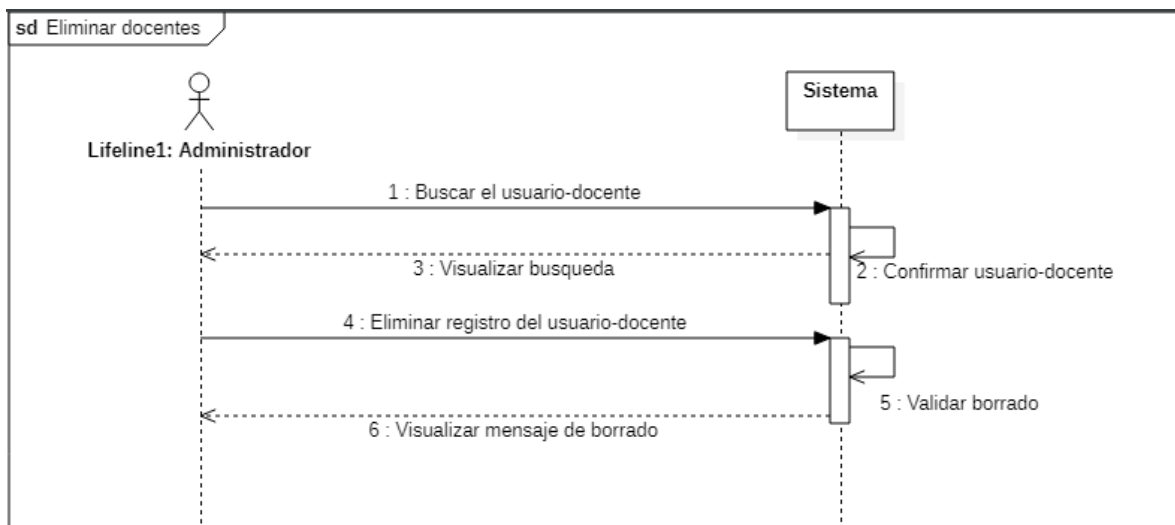 sd Eliminar docentes
Sistema
Lifeline1: Administrador
1 : Buscar el usuario-docente
3 : Visualizar busqueda
2 : Confirmar usuario-docente
4 : Eliminar registro del usuario-docente
5 : Validar borrado
6 : Visualizar mensaje de borrado